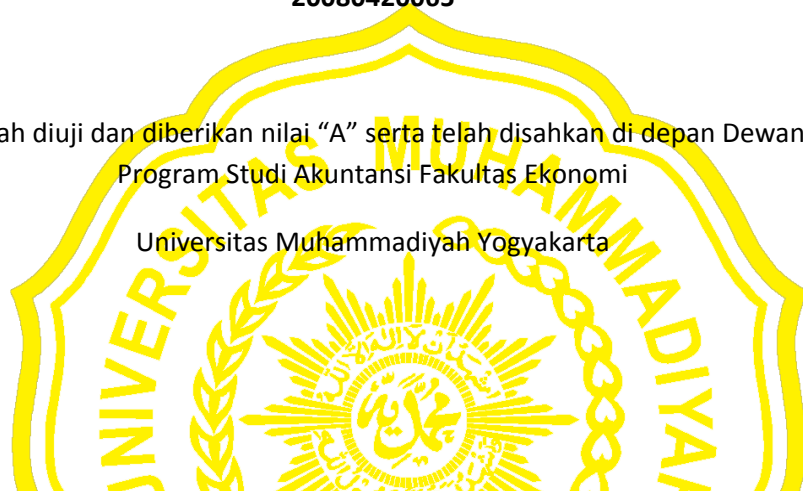 ah diuji dan diberikan nilai “A” serta telah disahkan di depan Dewan
Program Studi Akuntansi Fakultas Ekonomi
Universitas Muhammadiyah Yogyakarta
UNIVERSITAS MUHAMMADIYA
محمدية